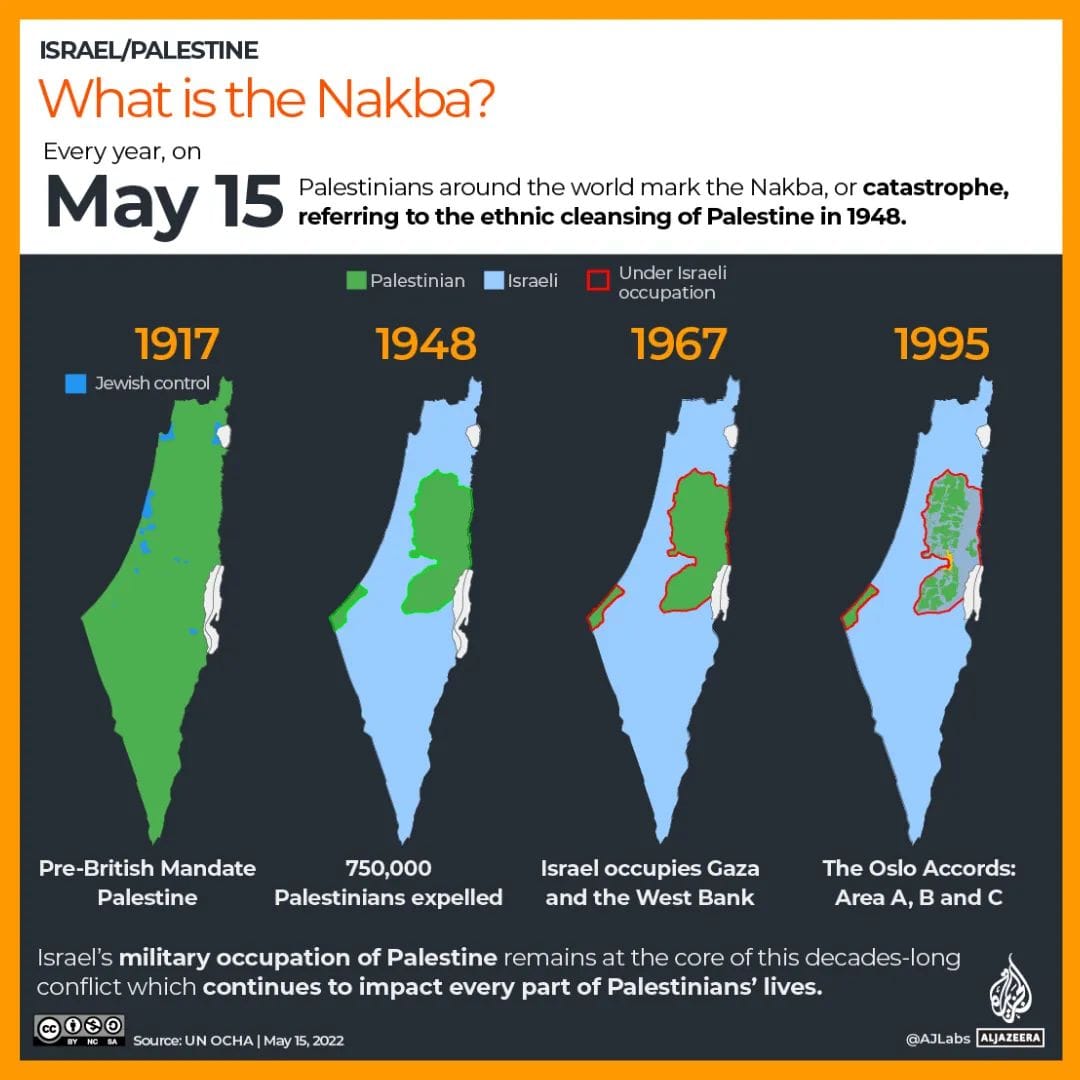 ISRAEL/PALESTINE
What is the Nakba?
Every year, on
May 15
Palestinians around the world mark the Nakba, or catastrophe,
referring to the ethnic cleansing of Palestine in 1948.
Palestinian
Israeli
Under Israeli
occupation
1917
1948
1967
1995
Jewish control
Pre-British Mandate
Palestine
750,000
Palestinians expelled
Israel occupies Gaza
and the West Bank
The Oslo Accords:
Area A, B and C
Israel’s military occupation of Palestine remains at the core of this decades-long
conflict which continues to impact every part of Palestinians’ lives.
cc
BY NC SA
Source: UN OCHA | May 15, 2022
@AJLabs
ALJAZEERA